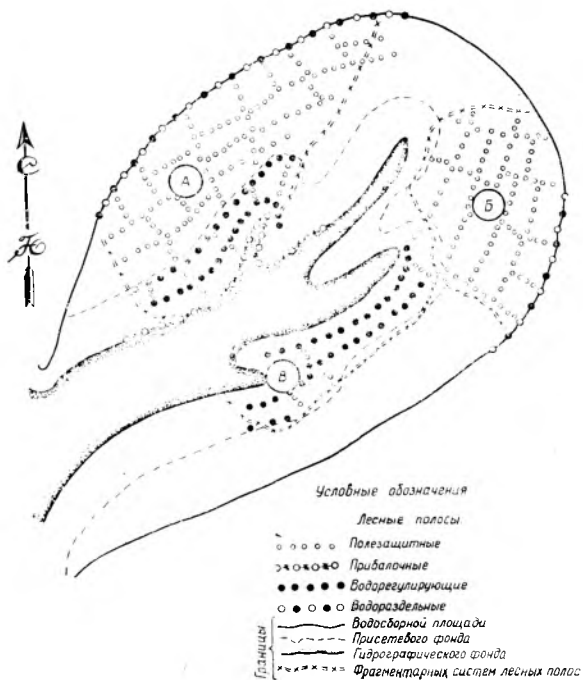 А
Б
С
Ю
В
Условные обозначения
Лесные полосы:
Полезащитные
Прибалочные
Водорегулирующие
Водораздельные
Границы
Водосборной площади
Присетевого фонда
Гидрографического фонда
Фрагментарных систем лесных полос